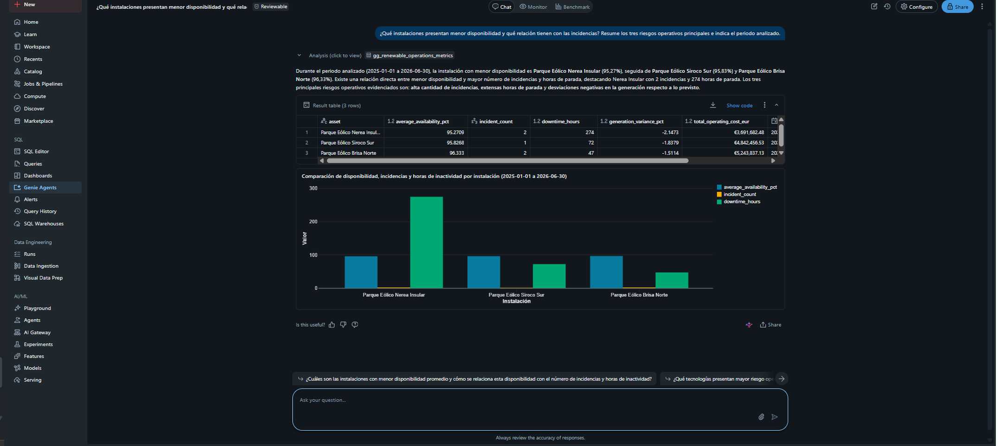 New
¿Qué instalaciones presentan menor disponibilidad y qué rela
Reviewable
Chat
Monitor
Benchmark
Configure
Share
Home
Learn
Workspace
Recents
Catalog
Jobs & Pipelines
Compute
Discover
Marketplace
SQL
SQL Editor
Queries
Dashboards
Genie Agents
Alerts
Query History
SQL Warehouses
Data Engineering
Runs
Data Ingestion
Visual Data Prep
AI/ML
Playground
Agents
AI Gateway
Experiments
Features
Models
Serving
¿Qué instalaciones presentan menor disponibilidad y qué relación tienen con las incidencias? Resume los tres riesgos operativos principales e indica el periodo analizado.
Analysis (click to view) gg_renewable_operations_metrics
Durante el periodo analizado (2025-01-01 a 2026-06-30), la instalación con menor disponibilidad es Parque Eólico Nerea Insular (95,27%), seguida de Parque Eólico Siroco Sur (95,83%) y Parque Eólico Brisa
Norte (96,33%). Existe una relación directa entre menor disponibilidad y mayor número de incidencias y horas de parada, destacando Nerea Insular con 2 incidencias y 274 horas de parada. Los tres
principales riesgos operativos evidenciados son: alta cantidad de incidencias, extensas horas de parada y desviaciones negativas en la generación respecto a lo previsto.
Result table (3 rows)
Show code
ABC asset 1.2 average_availability_pct 123 incident_count 1.2 downtime_hours 1.2 generation_variance_pct 1.2 total_operating_cost_eur
1 Parque Eólico Nerea Insul... 95.2709 2 274 -2.1473 €3,691,682.48 20
2 Parque Eólico Siroco Sur 95.8268 1 72 -1.8379 €4,842,456.53 20
3 Parque Eólico Brisa Norte 96.333 2 47 -1.5114 €5,243,837.13 20
Comparación de disponibilidad, incidencias y horas de inactividad por instalación (2025-01-01 a 2026-06-30)
300
200
100
0
Valor
average_availability_pct
incident_count
downtime_hours
Parque Eólico Nerea Insular
Parque Eólico Siroco Sur
Parque Eólico Brisa Norte
Instalación
Is this useful?
Share
¿Cuáles son las instalaciones con menor disponibilidad promedio y cómo se relaciona esta disponibilidad con el número de incidencias y horas de inactividad?
¿Qué tecnologías presentan mayor riesgo ope
Ask your question...
Always review the accuracy of responses.